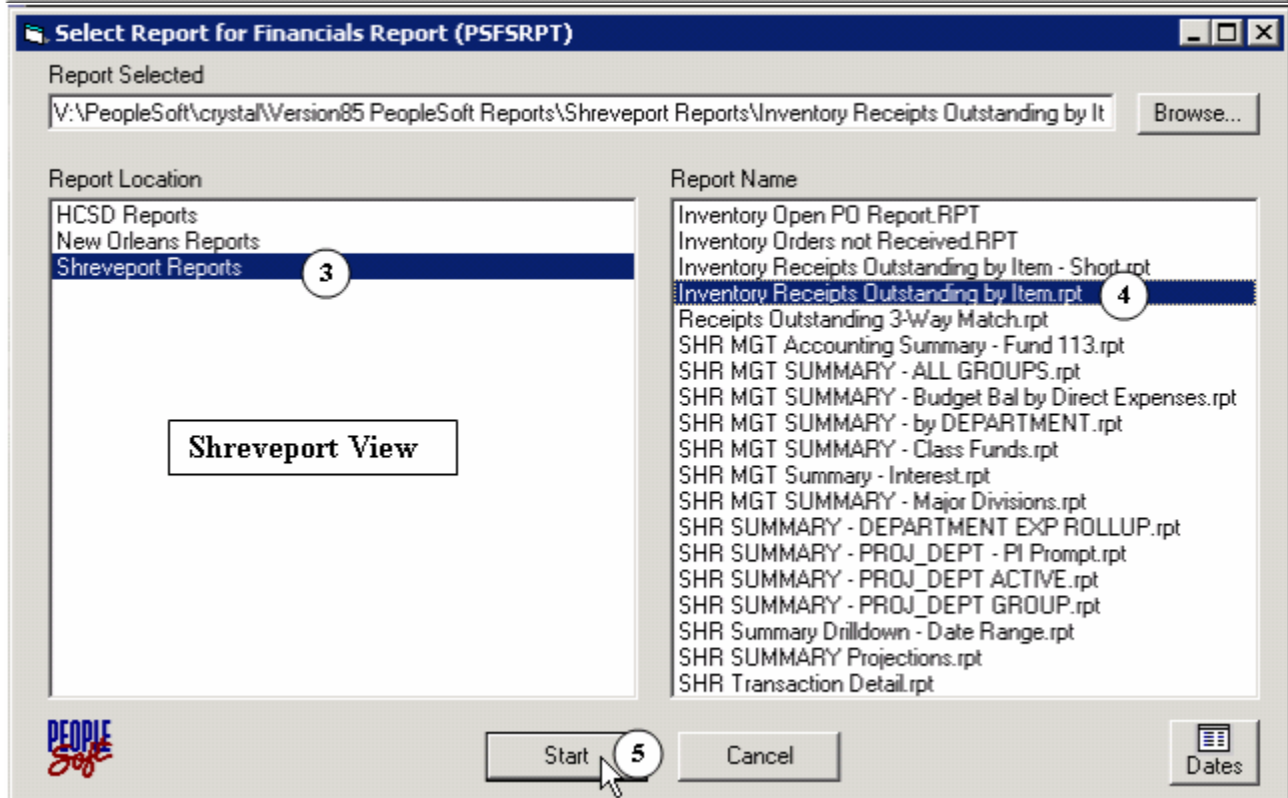 Select Report for Financials Report (PSFSRPT)
Report Selected
V:\PeopleSoft\crystal\Version85 PeopleSoft Reports\Shreveport Reports\Inventory Receipts Outstanding by It
Browse...
Report Location
HCSD Reports
New Orleans Reports
Shreveport Reports
3
Shreveport View
Report Name
Inventory Open PO Report.RPT
Inventory Orders not Received.RPT
Inventory Receipts Outstanding by Item - Short.rpt
Inventory Receipts Outstanding by Item.rpt
4
Receipts Outstanding 3-Way Match.rpt
SHR MGT Accounting Summary - Fund 113.rpt
SHR MGT SUMMARY - ALL GROUPS.rpt
SHR MGT SUMMARY - Budget Bal by Direct Expenses.rpt
SHR MGT SUMMARY - by DEPARTMENT.rpt
SHR MGT SUMMARY - Class Funds.rpt
SHR MGT Summary - Interest.rpt
SHR MGT SUMMARY - Major Divisions.rpt
SHR SUMMARY - DEPARTMENT EXP ROLLUP.rpt
SHR SUMMARY - PROJ_DEPT - PI Prompt.rpt
SHR SUMMARY - PROJ_DEPT ACTIVE.rpt
SHR SUMMARY - PROJ_DEPT GROUP.rpt
SHR Summary Drilldown - Date Range.rpt
SHR SUMMARY Projections.rpt
SHR Transaction Detail.rpt
PEOPLE
Soft
Start
5
Cancel
Dates